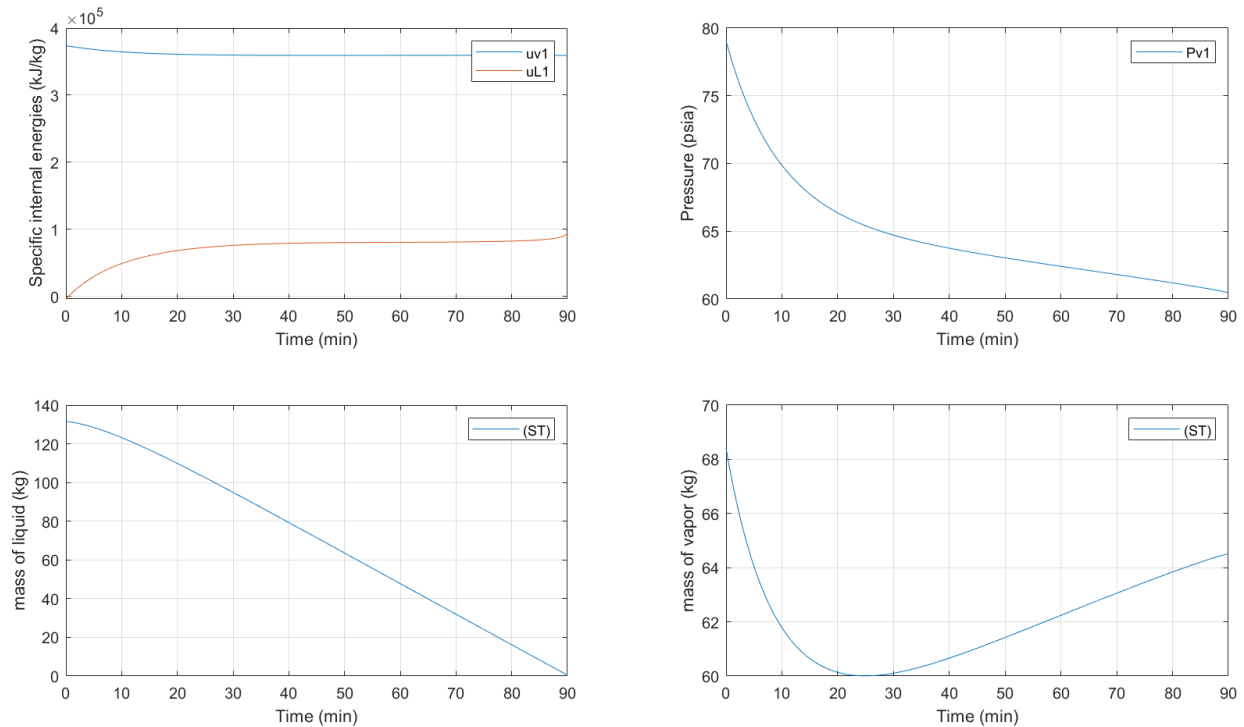 ×10⁵
4
3
2
1
0
Specific internal energies (kJ/kg)
uv1
uL1
0 10 20 30 40 50 60 70 80 90
Time (min)
80
75
70
65
60
Pressure (psia)
Pv1
0 10 20 30 40 50 60 70 80 90
Time (min)
140
120
100
80
60
40
20
0
mass of liquid (kg)
(ST)
0 10 20 30 40 50 60 70 80 90
Time (min)
70
68
66
64
62
60
mass of vapor (kg)
(ST)
0 10 20 30 40 50 60 70 80 90
Time (min)